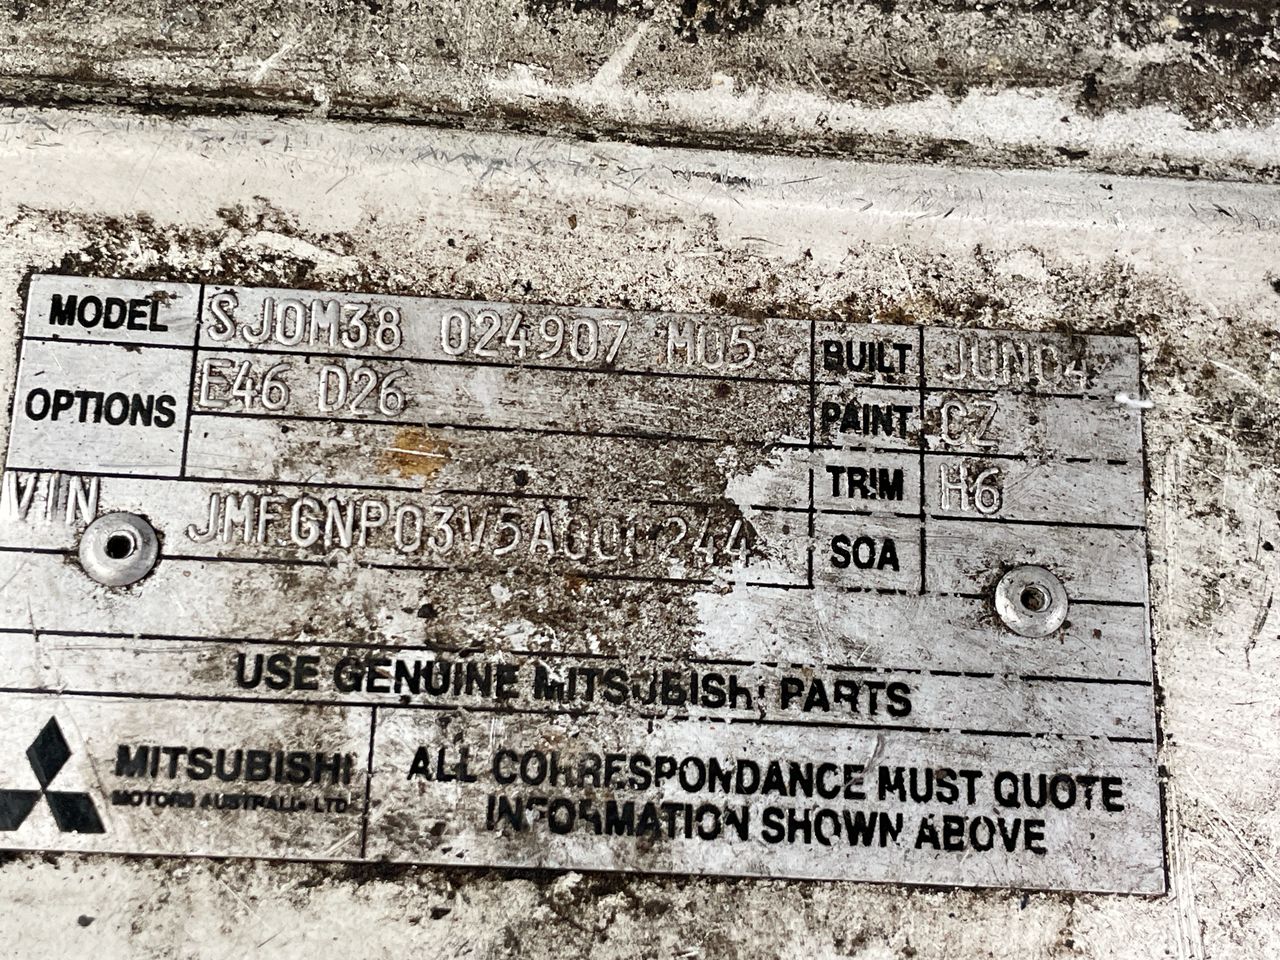 MODEL SJ0M38 024907 M05 BUILT JUN04
OPTIONS E46 D26 PAINT CZ
TRIM H6
VIN
SOA
USE GENUINE MITSUBISHI PARTS
MITSUBISHI
MOTORS AUSTRALIA LTD
ALL CORRESPONDANCE MUST QUOTE
INFORMATION SHOWN ABOVE